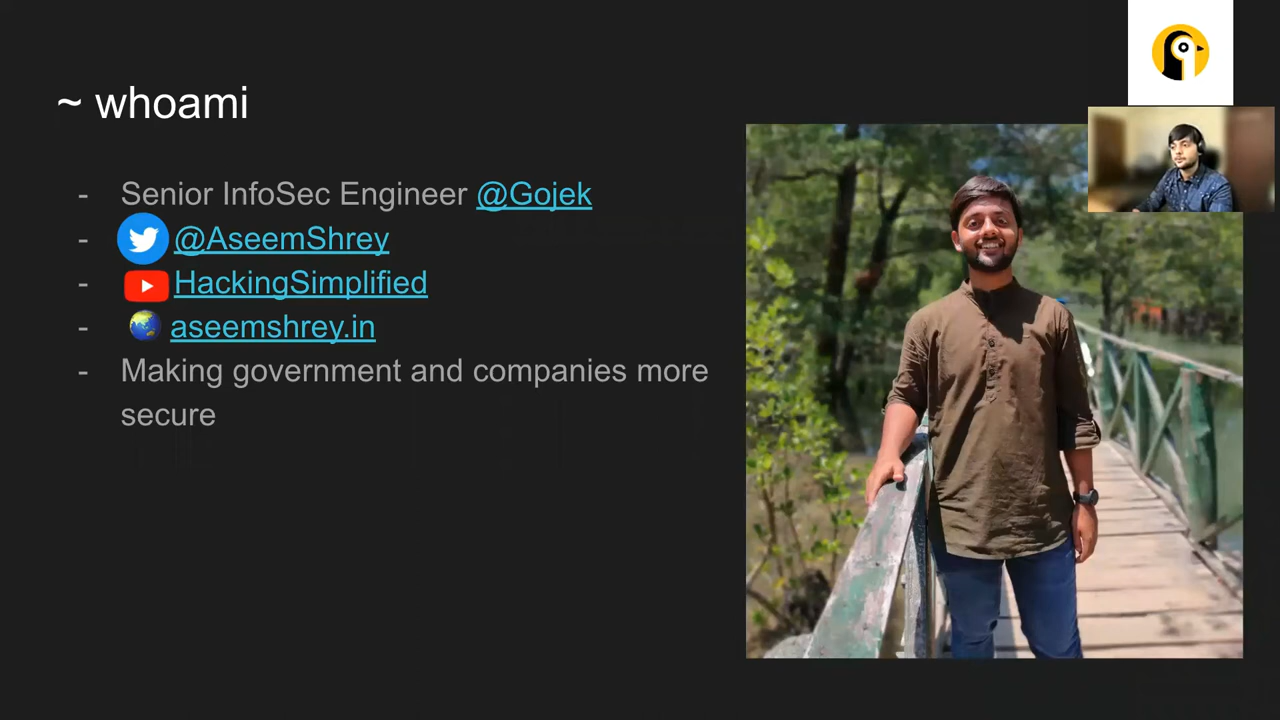 ~ whoami
- Senior InfoSec Engineer @Gojek
- @AseemShrey
- HackingSimplified
- aseemshrey.in
- Making government and companies more
secure